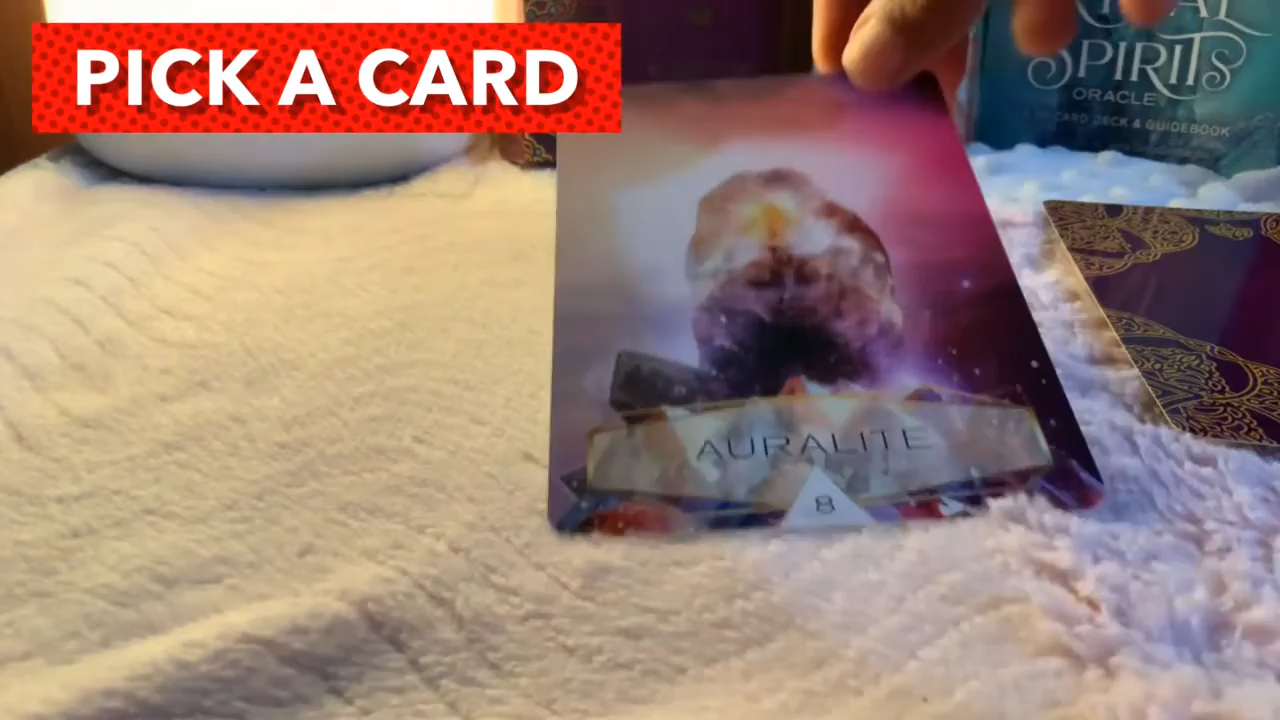 PICK A CARD
SPIRITS
ORACLE
CARD DECK & GUIDEBOOK
AURALITE
8